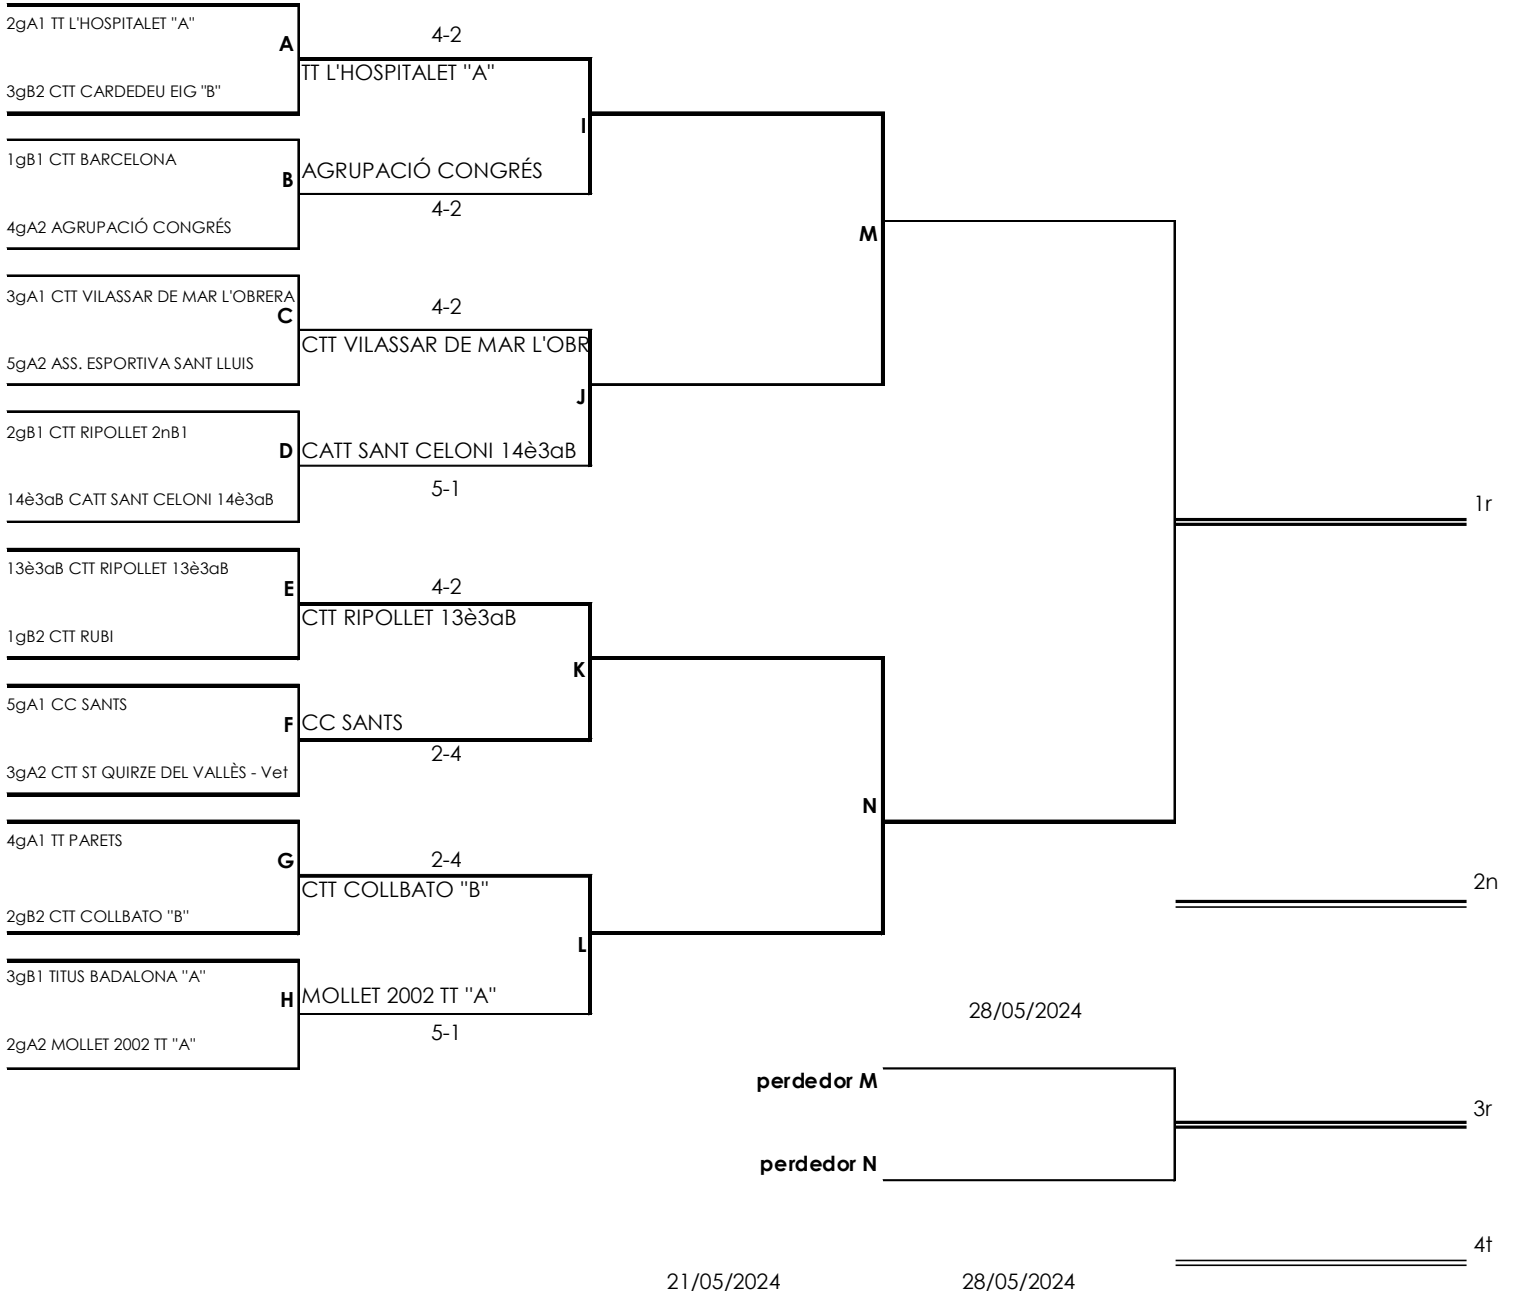 2gA1 TT L'HOSPITALET "A"
A
3gB2 CTT CARDEDEU EIG "B"
1gB1 CTT BARCELONA
B
4gA2 AGRUPACIÓ CONGRÉS
3gA1 CTT VILASSAR DE MAR L'OBRERA
C
5gA2 ASS. ESPORTIVA SANT LLUIS
2gB1 CTT RIPOLLET 2nB1
D
14è3aB CATT SANT CELONI 14è3aB
13è3aB CTT RIPOLLET 13è3aB
E
1gB2 CTT RUBI
5gA1 CC SANTS
F
3gA2 CTT ST QUIRZE DEL VALLÈS - Vet
4gA1 TT PARETS
G
2gB2 CTT COLLBATO "B"
3gB1 TITUS BADALONA "A"
H
2gA2 MOLLET 2002 TT "A"
4-2
TT L'HOSPITALET "A"
I
AGRUPACIÓ CONGRÉS
4-2
4-2
CTT VILASSAR DE MAR L'OBR
J
CATT SANT CELONI 14è3aB
5-1
4-2
CTT RIPOLLET 13è3aB
K
CC SANTS
2-4
2-4
CTT COLLBATO "B"
L
MOLLET 2002 TT "A"
5-1
M
N
1r
2n
28/05/2024
perdedor M
3r
perdedor N
4t
21/05/2024
28/05/2024